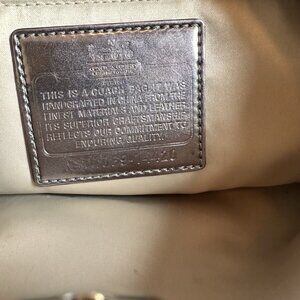 THIS IS A COACH BAG. IT WAS
HANDCRAFTED IN CHINA FROM THE
FINEST MATERIALS AND LEATHER.
ITS SUPERIOR CRAFTSMANSHIP
REFLECTS OUR COMMITMENT TO
ENDURING QUALITY.